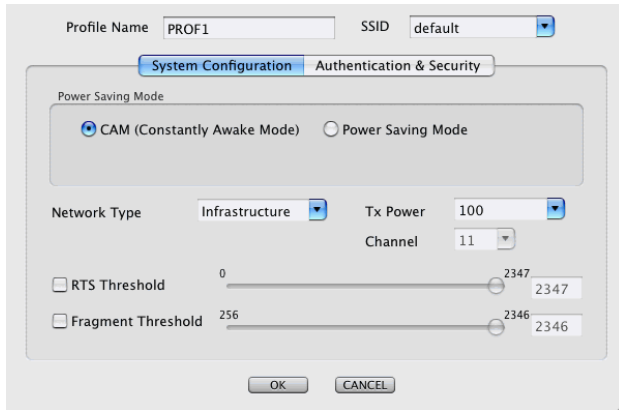 Profile Name PROF1 SSID default
System Configuration Authentication & Security
Power Saving Mode
CAM (Constantly Awake Mode) Power Saving Mode
Network Type Infrastructure Tx Power 100
Channel 11
RTS Threshold 0 2347 2347
Fragment Threshold 256 2346 2346
OK CANCEL